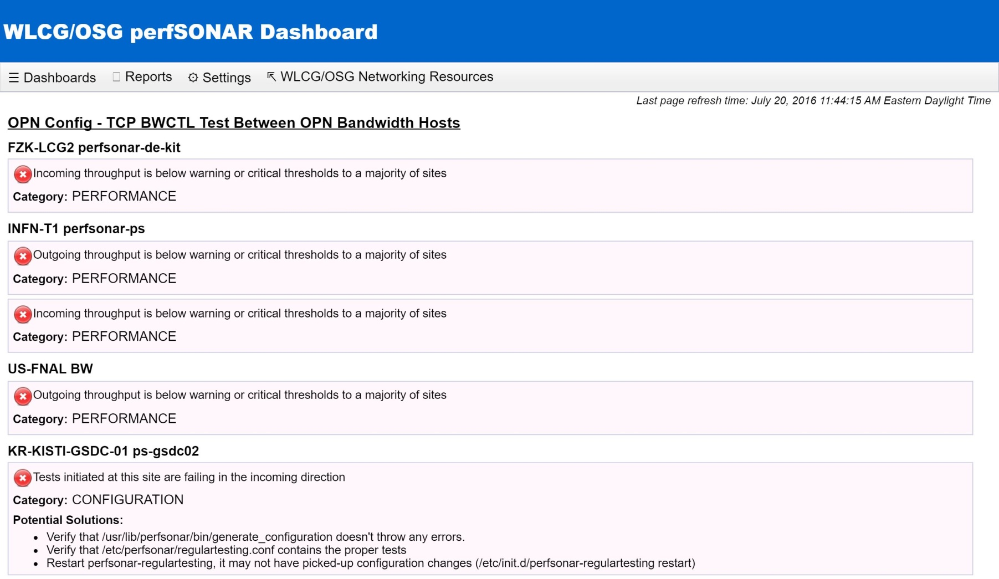 WLCG/OSG perfSONAR Dashboard
☰ Dashboards Reports ⚙ Settings ⇱ WLCG/OSG Networking Resources
Last page refresh time: July 20, 2016 11:44:15 AM Eastern Daylight Time
OPN Config - TCP BWCTL Test Between OPN Bandwidth Hosts
FZK-LCG2 perfsonar-de-kit
Incoming throughput is below warning or critical thresholds to a majority of sites
Category: PERFORMANCE
INFN-T1 perfsonar-ps
Outgoing throughput is below warning or critical thresholds to a majority of sites
Category: PERFORMANCE
Incoming throughput is below warning or critical thresholds to a majority of sites
Category: PERFORMANCE
US-FNAL BW
Outgoing throughput is below warning or critical thresholds to a majority of sites
Category: PERFORMANCE
KR-KISTI-GSDC-01 ps-gsdc02
Tests initiated at this site are failing in the incoming direction
Category: CONFIGURATION
Potential Solutions:
• Verify that /usr/lib/perfsonar/bin/generate_configuration doesn't throw any errors.
• Verify that /etc/perfsonar/regulartesting.conf contains the proper tests
• Restart perfsonar-regulartesting, it may not have picked-up configuration changes (/etc/init.d/perfsonar-regulartesting restart)